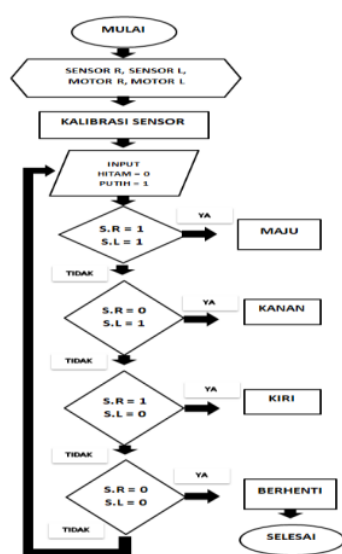 MULAI
SENSOR R, SENSOR L,
MOTOR R, MOTOR L
KALIBRASI SENSOR
INPUT
HITAM = 0
PUTIH = 1
S.R = 1
S.L = 1
YA
MAJU
TIDAK
S.R = 0
S.L = 1
YA
KANAN
TIDAK
S.R = 1
S.L = 0
YA
KIRI
TIDAK
S.R = 0
S.L = 0
YA
BERHENTI
TIDAK
SELESAI